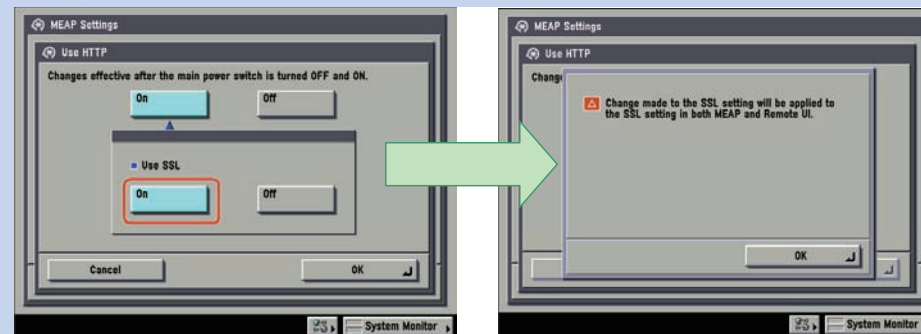 MEAP Settings
Use HTTP
Changes effective after the main power switch is turned OFF and ON.
On Off
Use SSL
On Off
Cancel OK
System Monitor
MEAP Settings
Use HTTP
Chang
Change made to the SSL setting will be applied to
the SSL setting in both MEAP and Remote UI.
OK
System Monitor